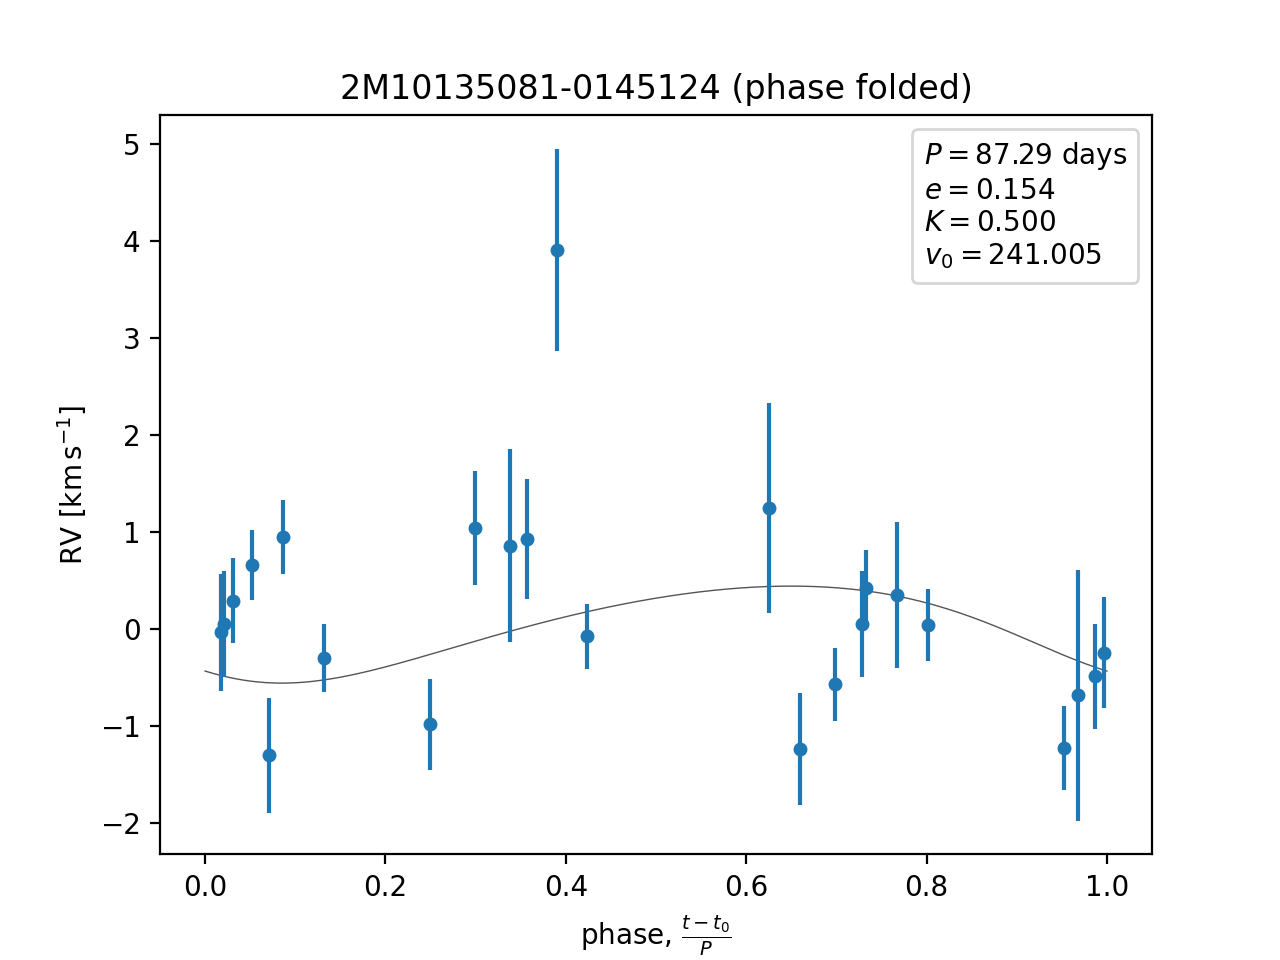 2M10135081-0145124 (phase folded)
P = 87.29 days
e = 0.154
K = 0.500
v₀ = 241.005
5
4
3
2
1
0
−1
−2
RV [km s⁻¹]
0.0 0.2 0.4 0.6 0.8 1.0
phase, (t − t₀)/P